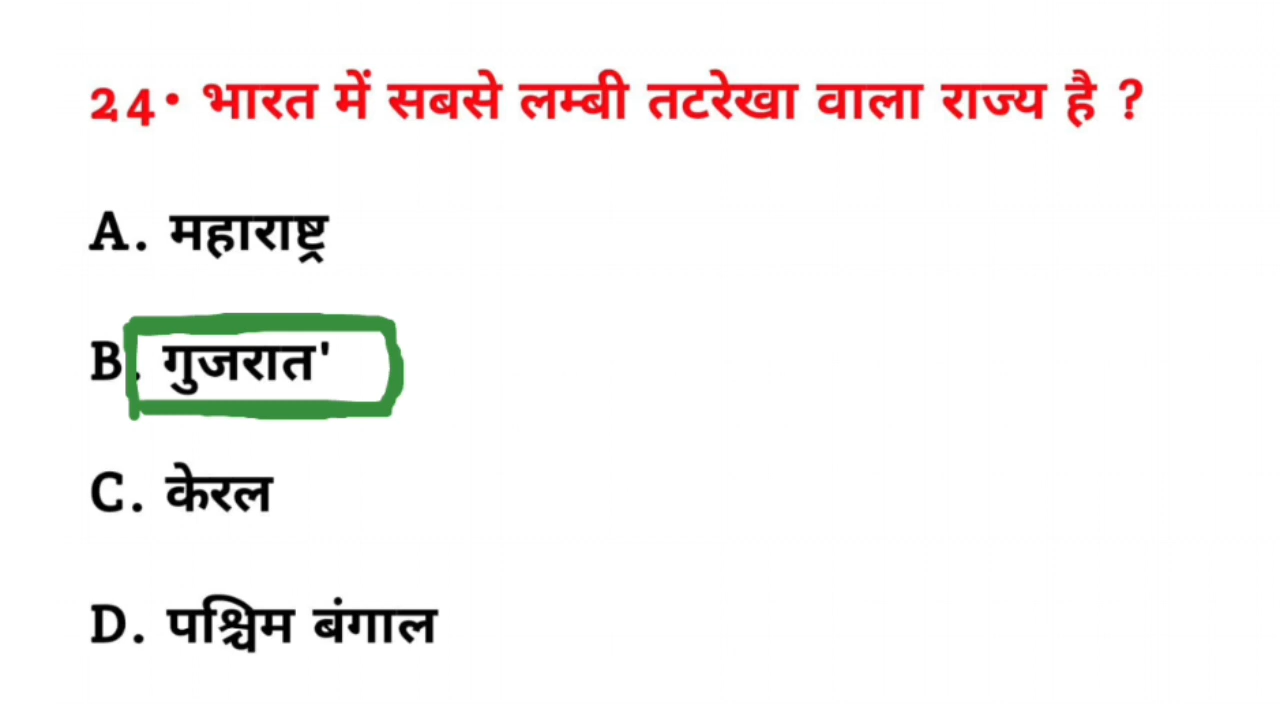 24• भारत में सबसे लम्बी तटरेखा वाला राज्य है ?
A. महाराष्ट्र
B. गुजरात'
C. केरल
D. पश्चिम बंगाल